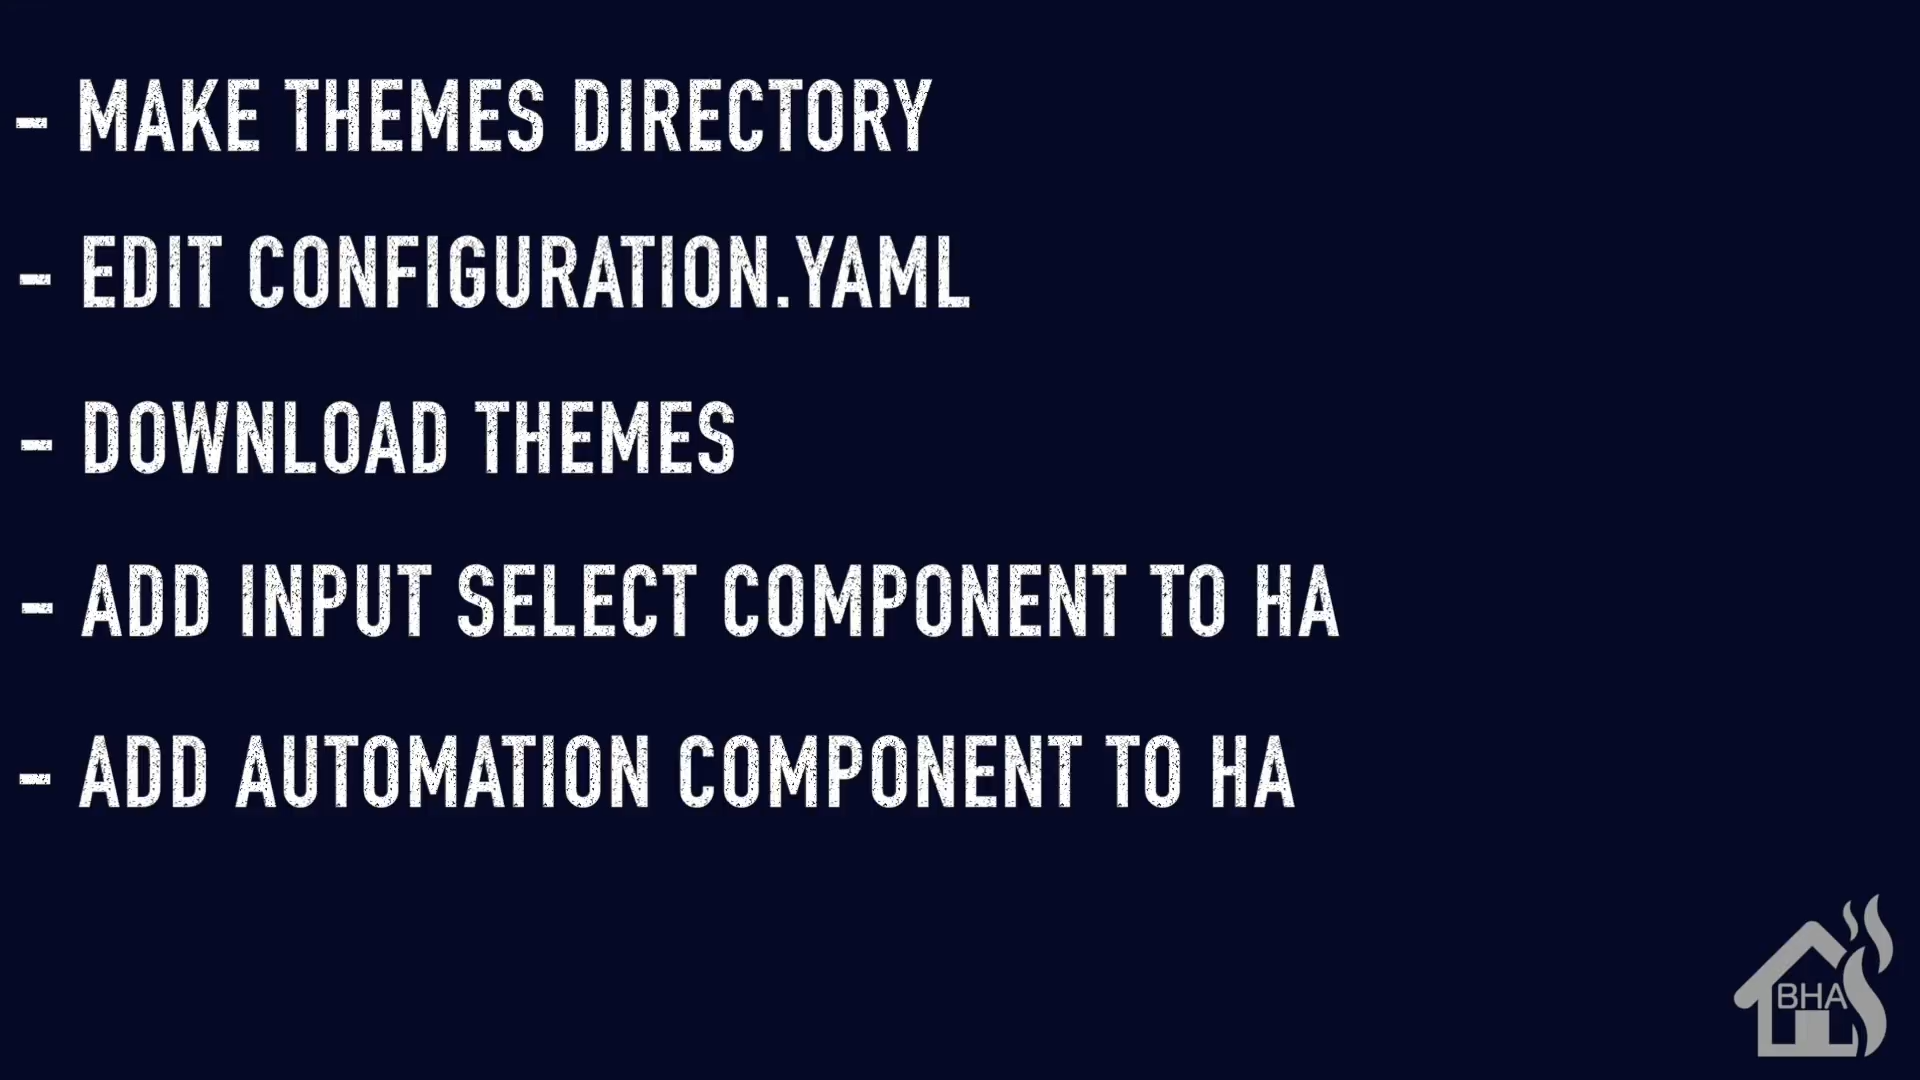 - MAKE THEMES DIRECTORY
- EDIT CONFIGURATION.YAML
- DOWNLOAD THEMES
- ADD INPUT SELECT COMPONENT TO HA
- ADD AUTOMATION COMPONENT TO HA
BHA